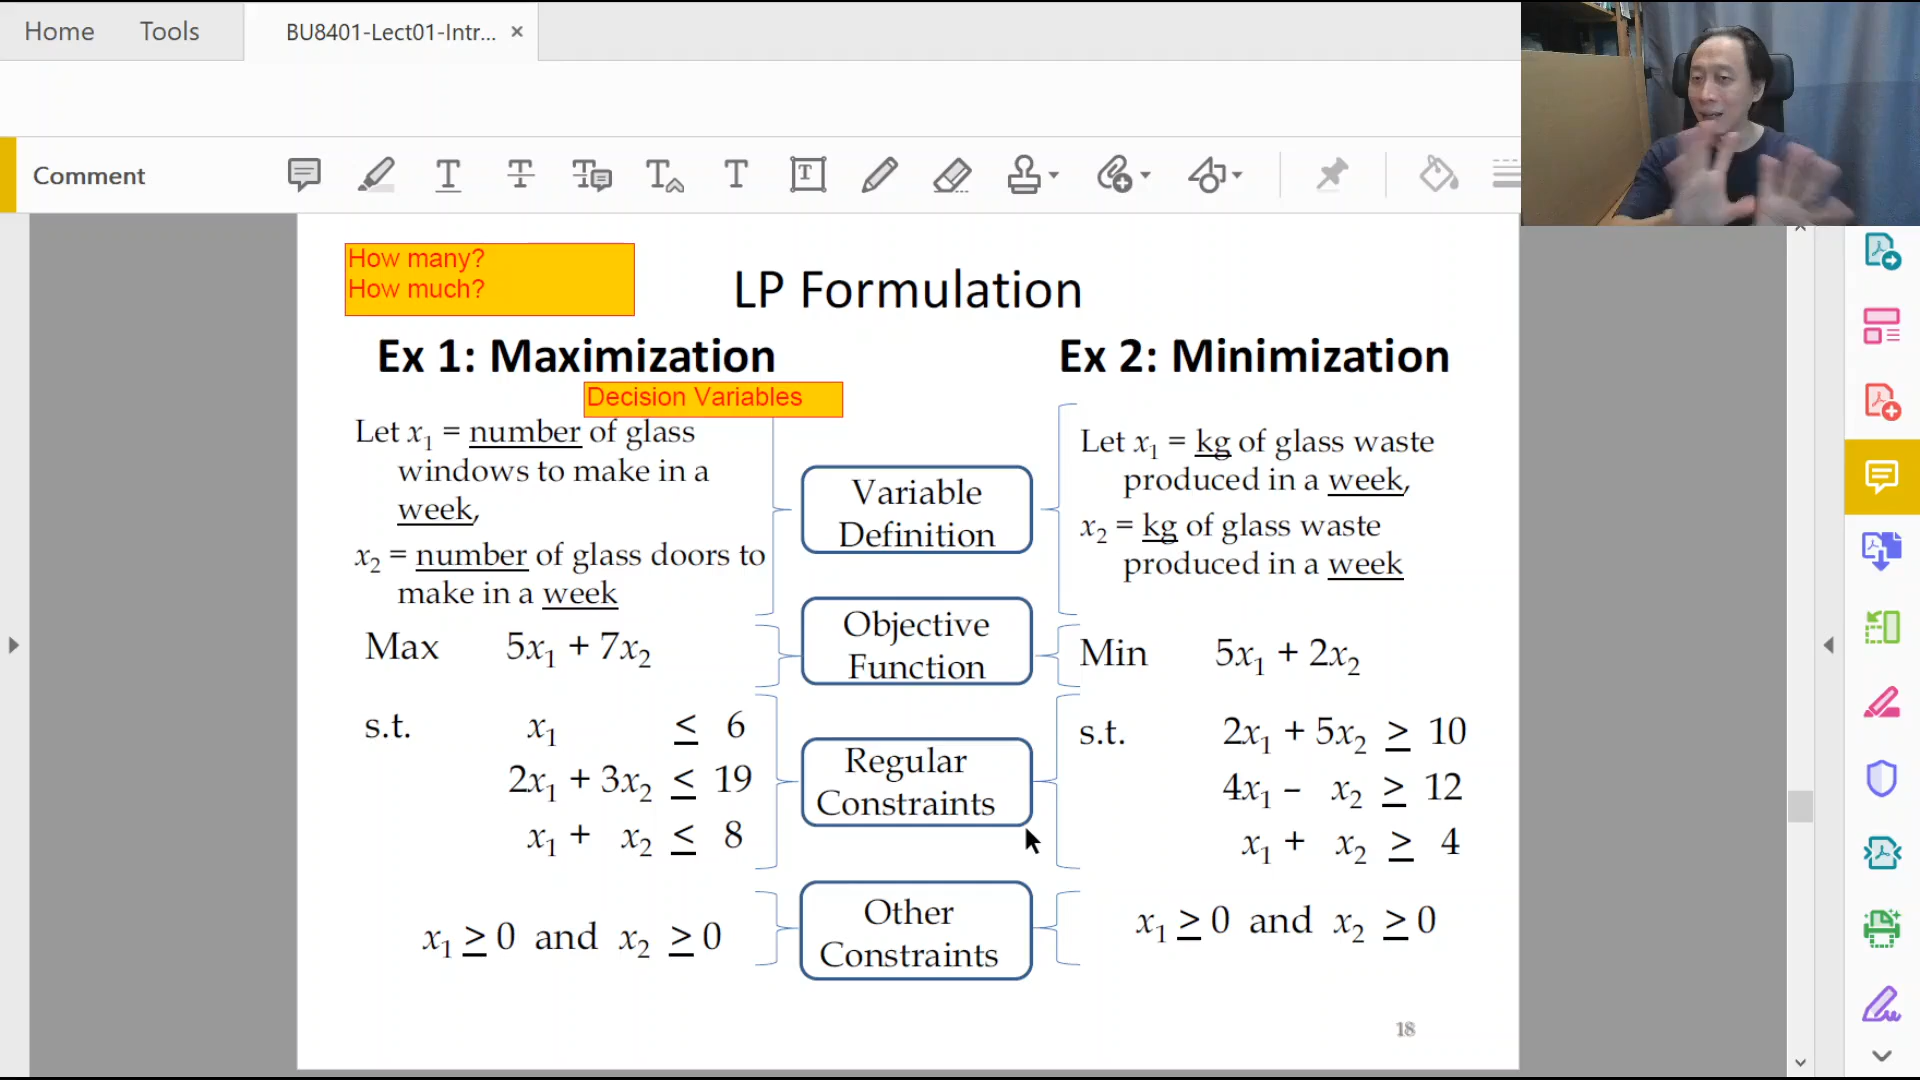 Home
Tools
BU8401-Lect01-Intr...
Comment
How many?
How much?
LP Formulation
Ex 1: Maximization
Decision Variables
Let x₁ = number of glass
windows to make in a
week,
x₂ = number of glass doors to
make in a week
Max 5x₁ + 7x₂
s.t. x₁ ≤ 6
2x₁ + 3x₂ ≤ 19
x₁ + x₂ ≤ 8
x₁ ≥ 0 and x₂ ≥ 0
Variable
Definition
Objective
Function
Regular
Constraints
Other
Constraints
Ex 2: Minimization
Let x₁ = kg of glass waste
produced in a week,
x₂ = kg of glass waste
produced in a week
Min 5x₁ + 2x₂
s.t. 2x₁ + 5x₂ ≥ 10
4x₁ – x₂ ≥ 12
x₁ + x₂ ≥ 4
x₁ ≥ 0 and x₂ ≥ 0
18